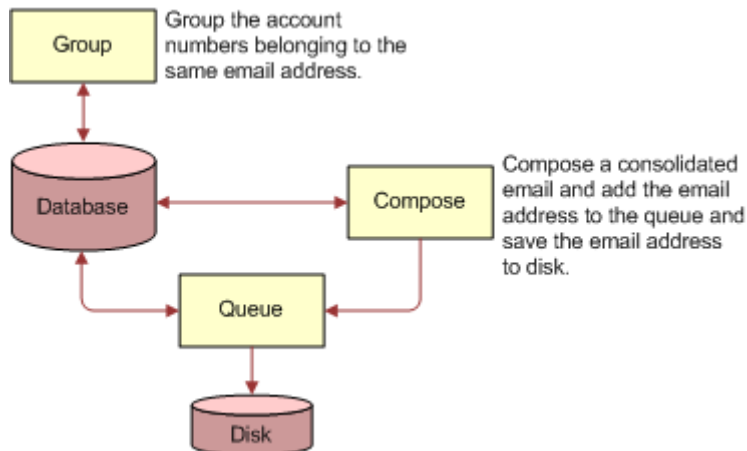 Group
Group the account
numbers belonging to the
same email address.
Database
Compose
Compose a consolidated
email and add the email
address to the queue and
save the email address
to disk.
Queue
Disk